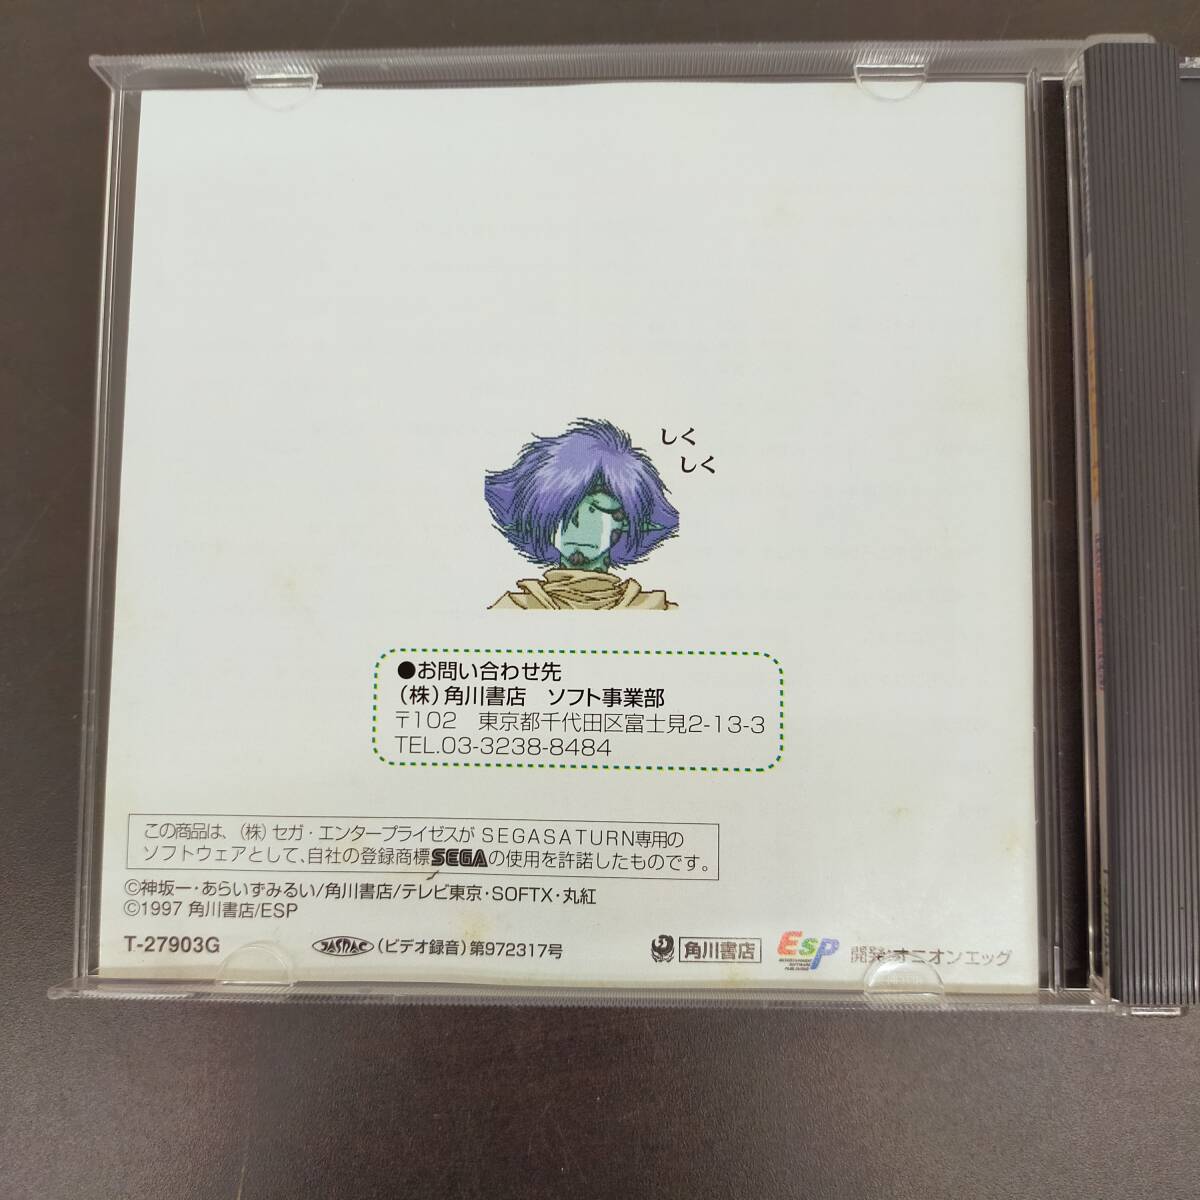 しく
しく
●お問い合わせ先
(株)角川書店　ソフト事業部
〒102　東京都千代田区富士見2-13-3
TEL.03-3238-8484
この商品は、(株)セガ・エンタープライゼスがSEGASATURN専用の
ソフトウェアとして、自社の登録商標SEGAの使用を許諾したものです。
©神坂一・あらいずみるい/角川書店/テレビ東京・SOFTX・丸紅
©1997 角川書店/ESP
T-27903G JASRAC (ビデオ録音)第972317号 角川書店 ESP 開発:オニオンエッグ